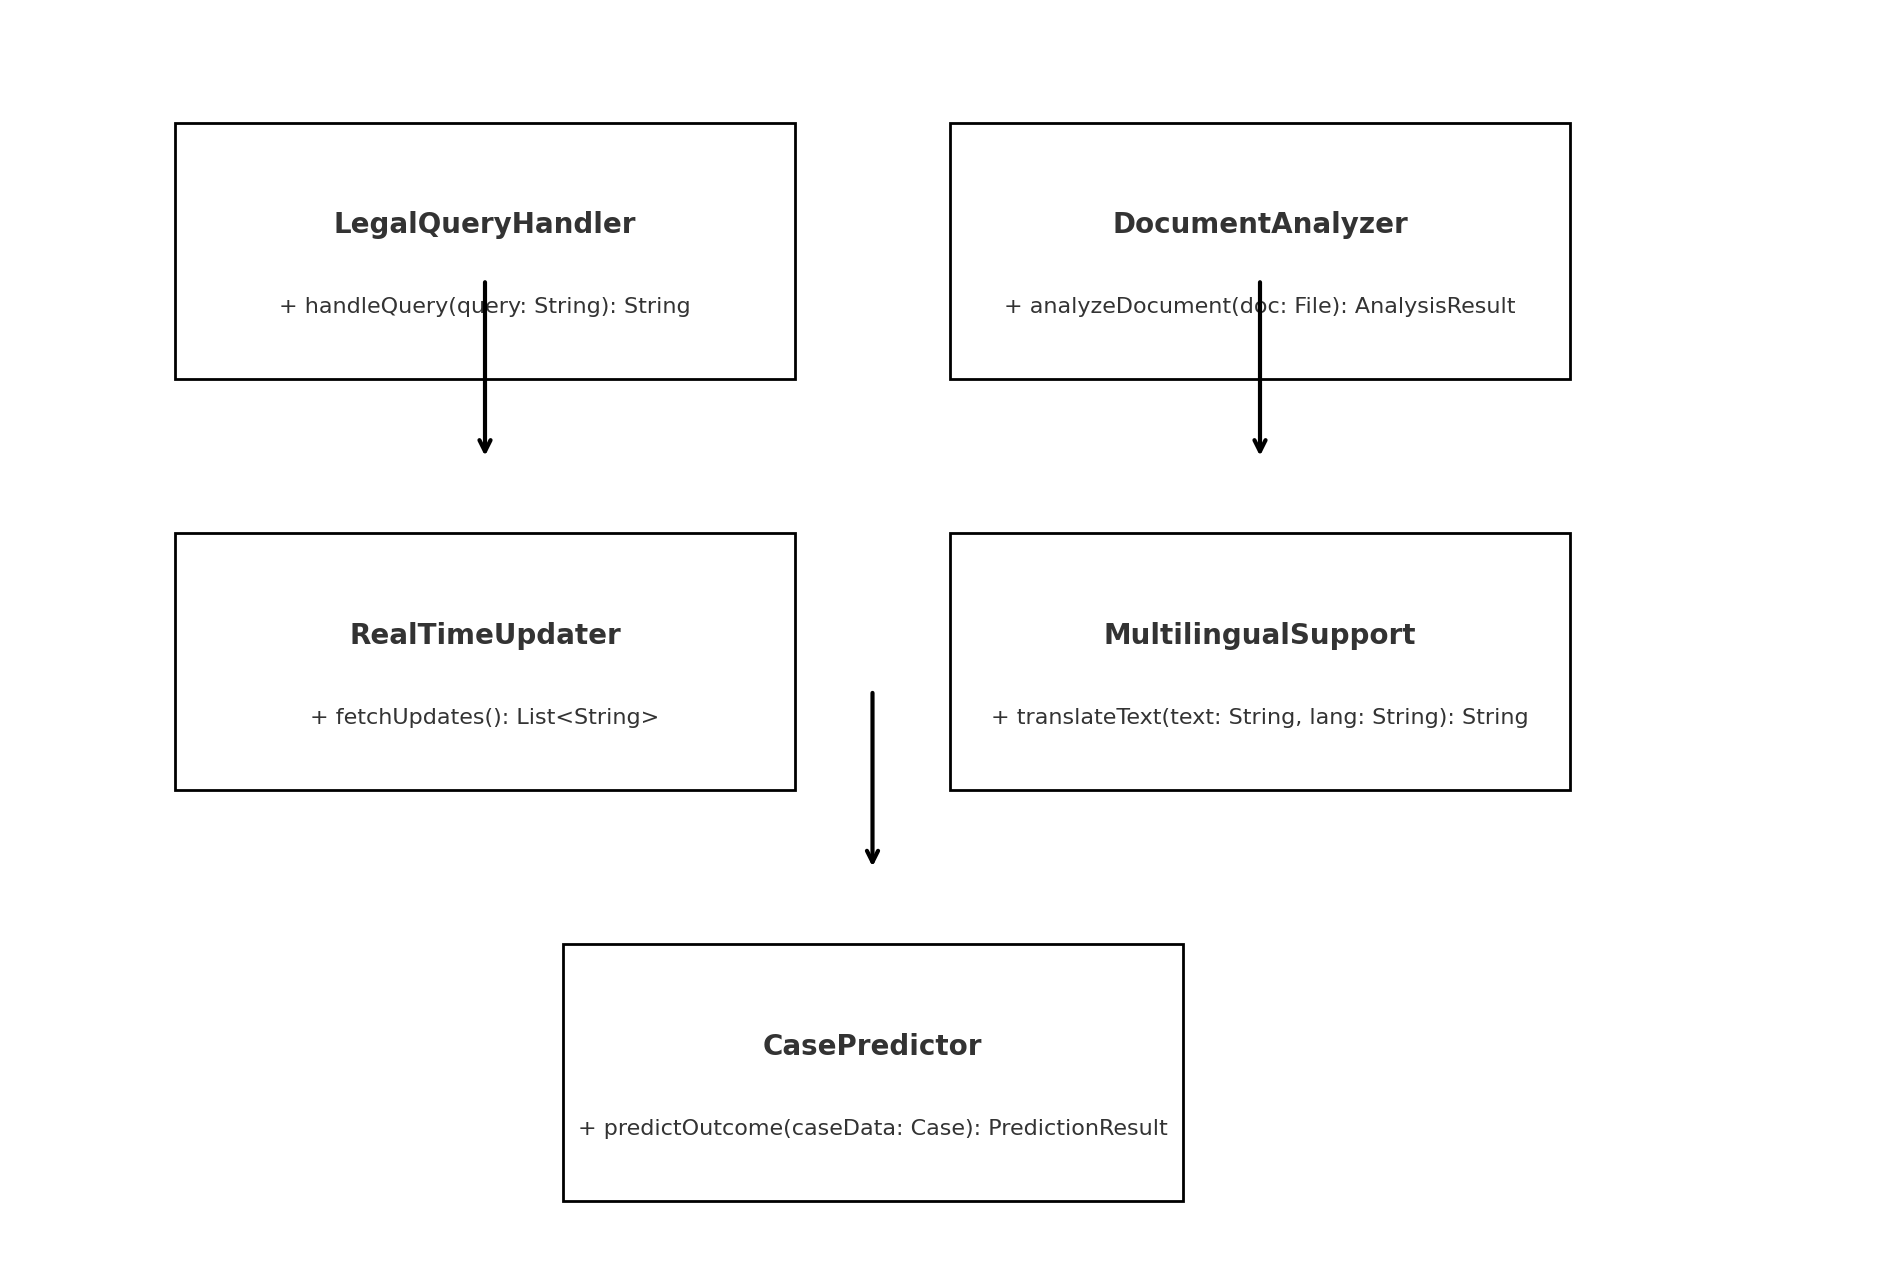 LegalQueryHandler
+ handleQuery(query: String): String
DocumentAnalyzer
+ analyzeDocument(doc: File): AnalysisResult
RealTimeUpdater
+ fetchUpdates(): List<String>
MultilingualSupport
+ translateText(text: String, lang: String): String
CasePredictor
+ predictOutcome(caseData: Case): PredictionResult